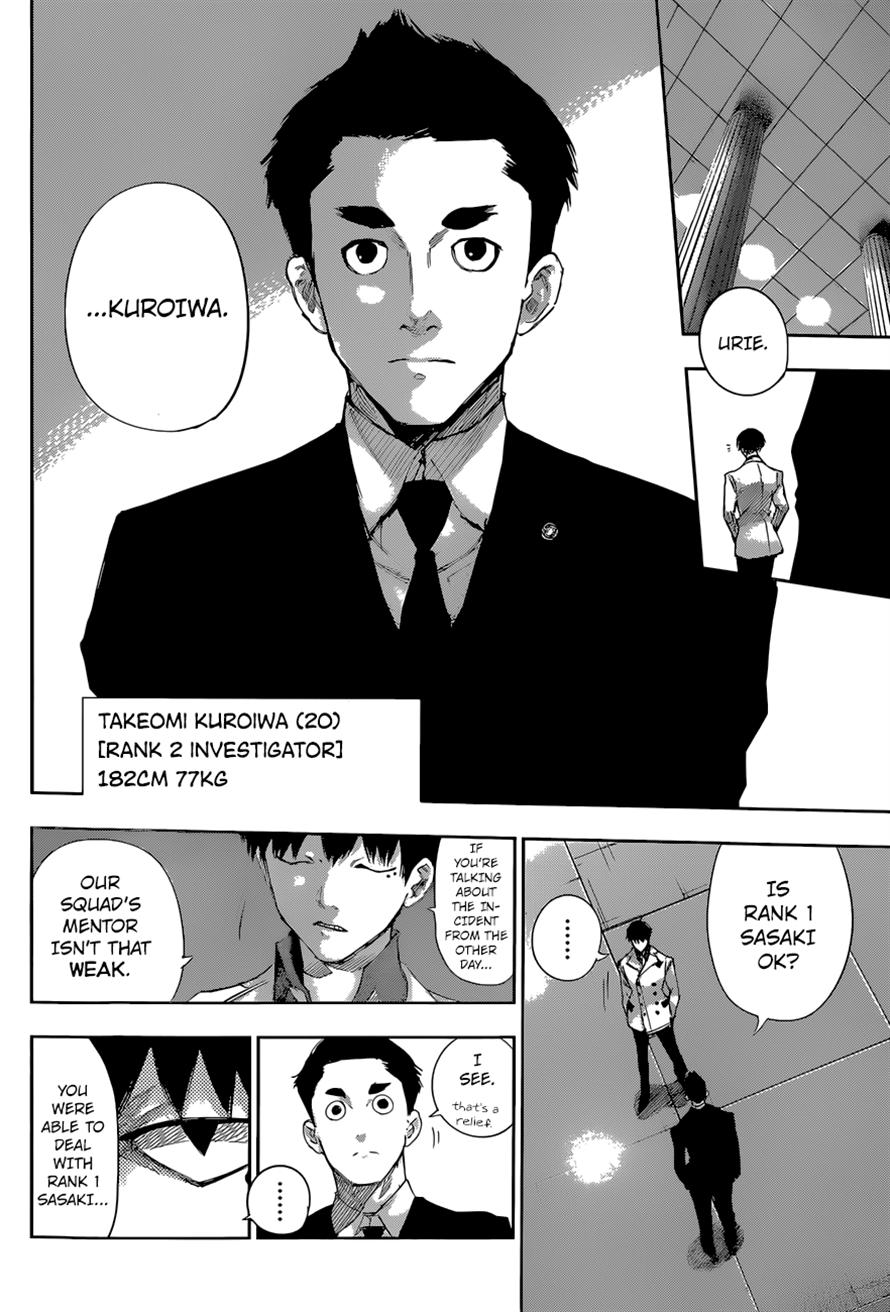 URIE.
...KUROIWA.
TAKEOMI KUROIWA (20)
[RANK 2 INVESTIGATOR]
182CM 77KG
IS
RANK 1
SASAKI
OK?
......
IF
YOU'RE
TALKING
ABOUT
THE IN-
CIDENT
FROM THE
OTHER
DAY...
OUR
SQUAD'S
MENTOR
ISN'T THAT
WEAK.
I
SEE.
that's a
relief.
......
YOU
WERE
ABLE TO
DEAL
WITH
RANK 1
SASAKI...